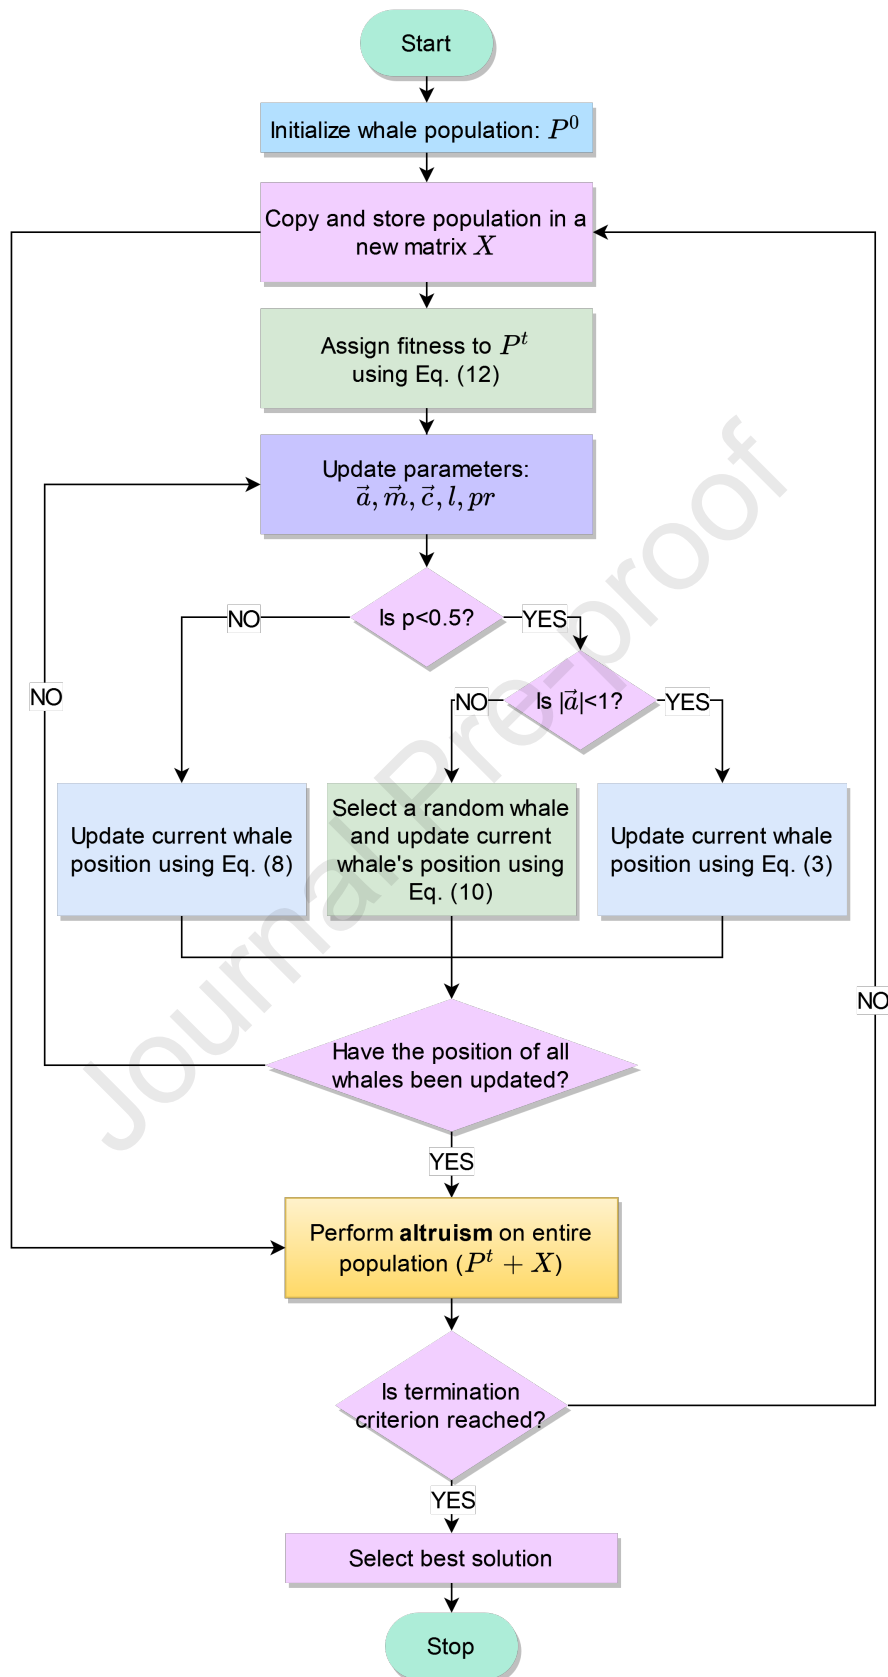 Start
Initialize whale population: P⁰
Copy and store population in a
new matrix X
Assign fitness to Pᵗ
using Eq. (12)
Update parameters:
a⃗, m⃗, c⃗, l, pr
Is p<0.5?
NO
YES
Is |a⃗|<1?
NO
YES
NO
Update current whale
position using Eq. (8)
Select a random whale
and update current
whale's position using
Eq. (10)
Update current whale
position using Eq. (3)
NO
Have the position of all
whales been updated?
YES
Perform altruism on entire
population (Pᵗ + X)
Is termination
criterion reached?
YES
Select best solution
Stop
Journal Pre-proof